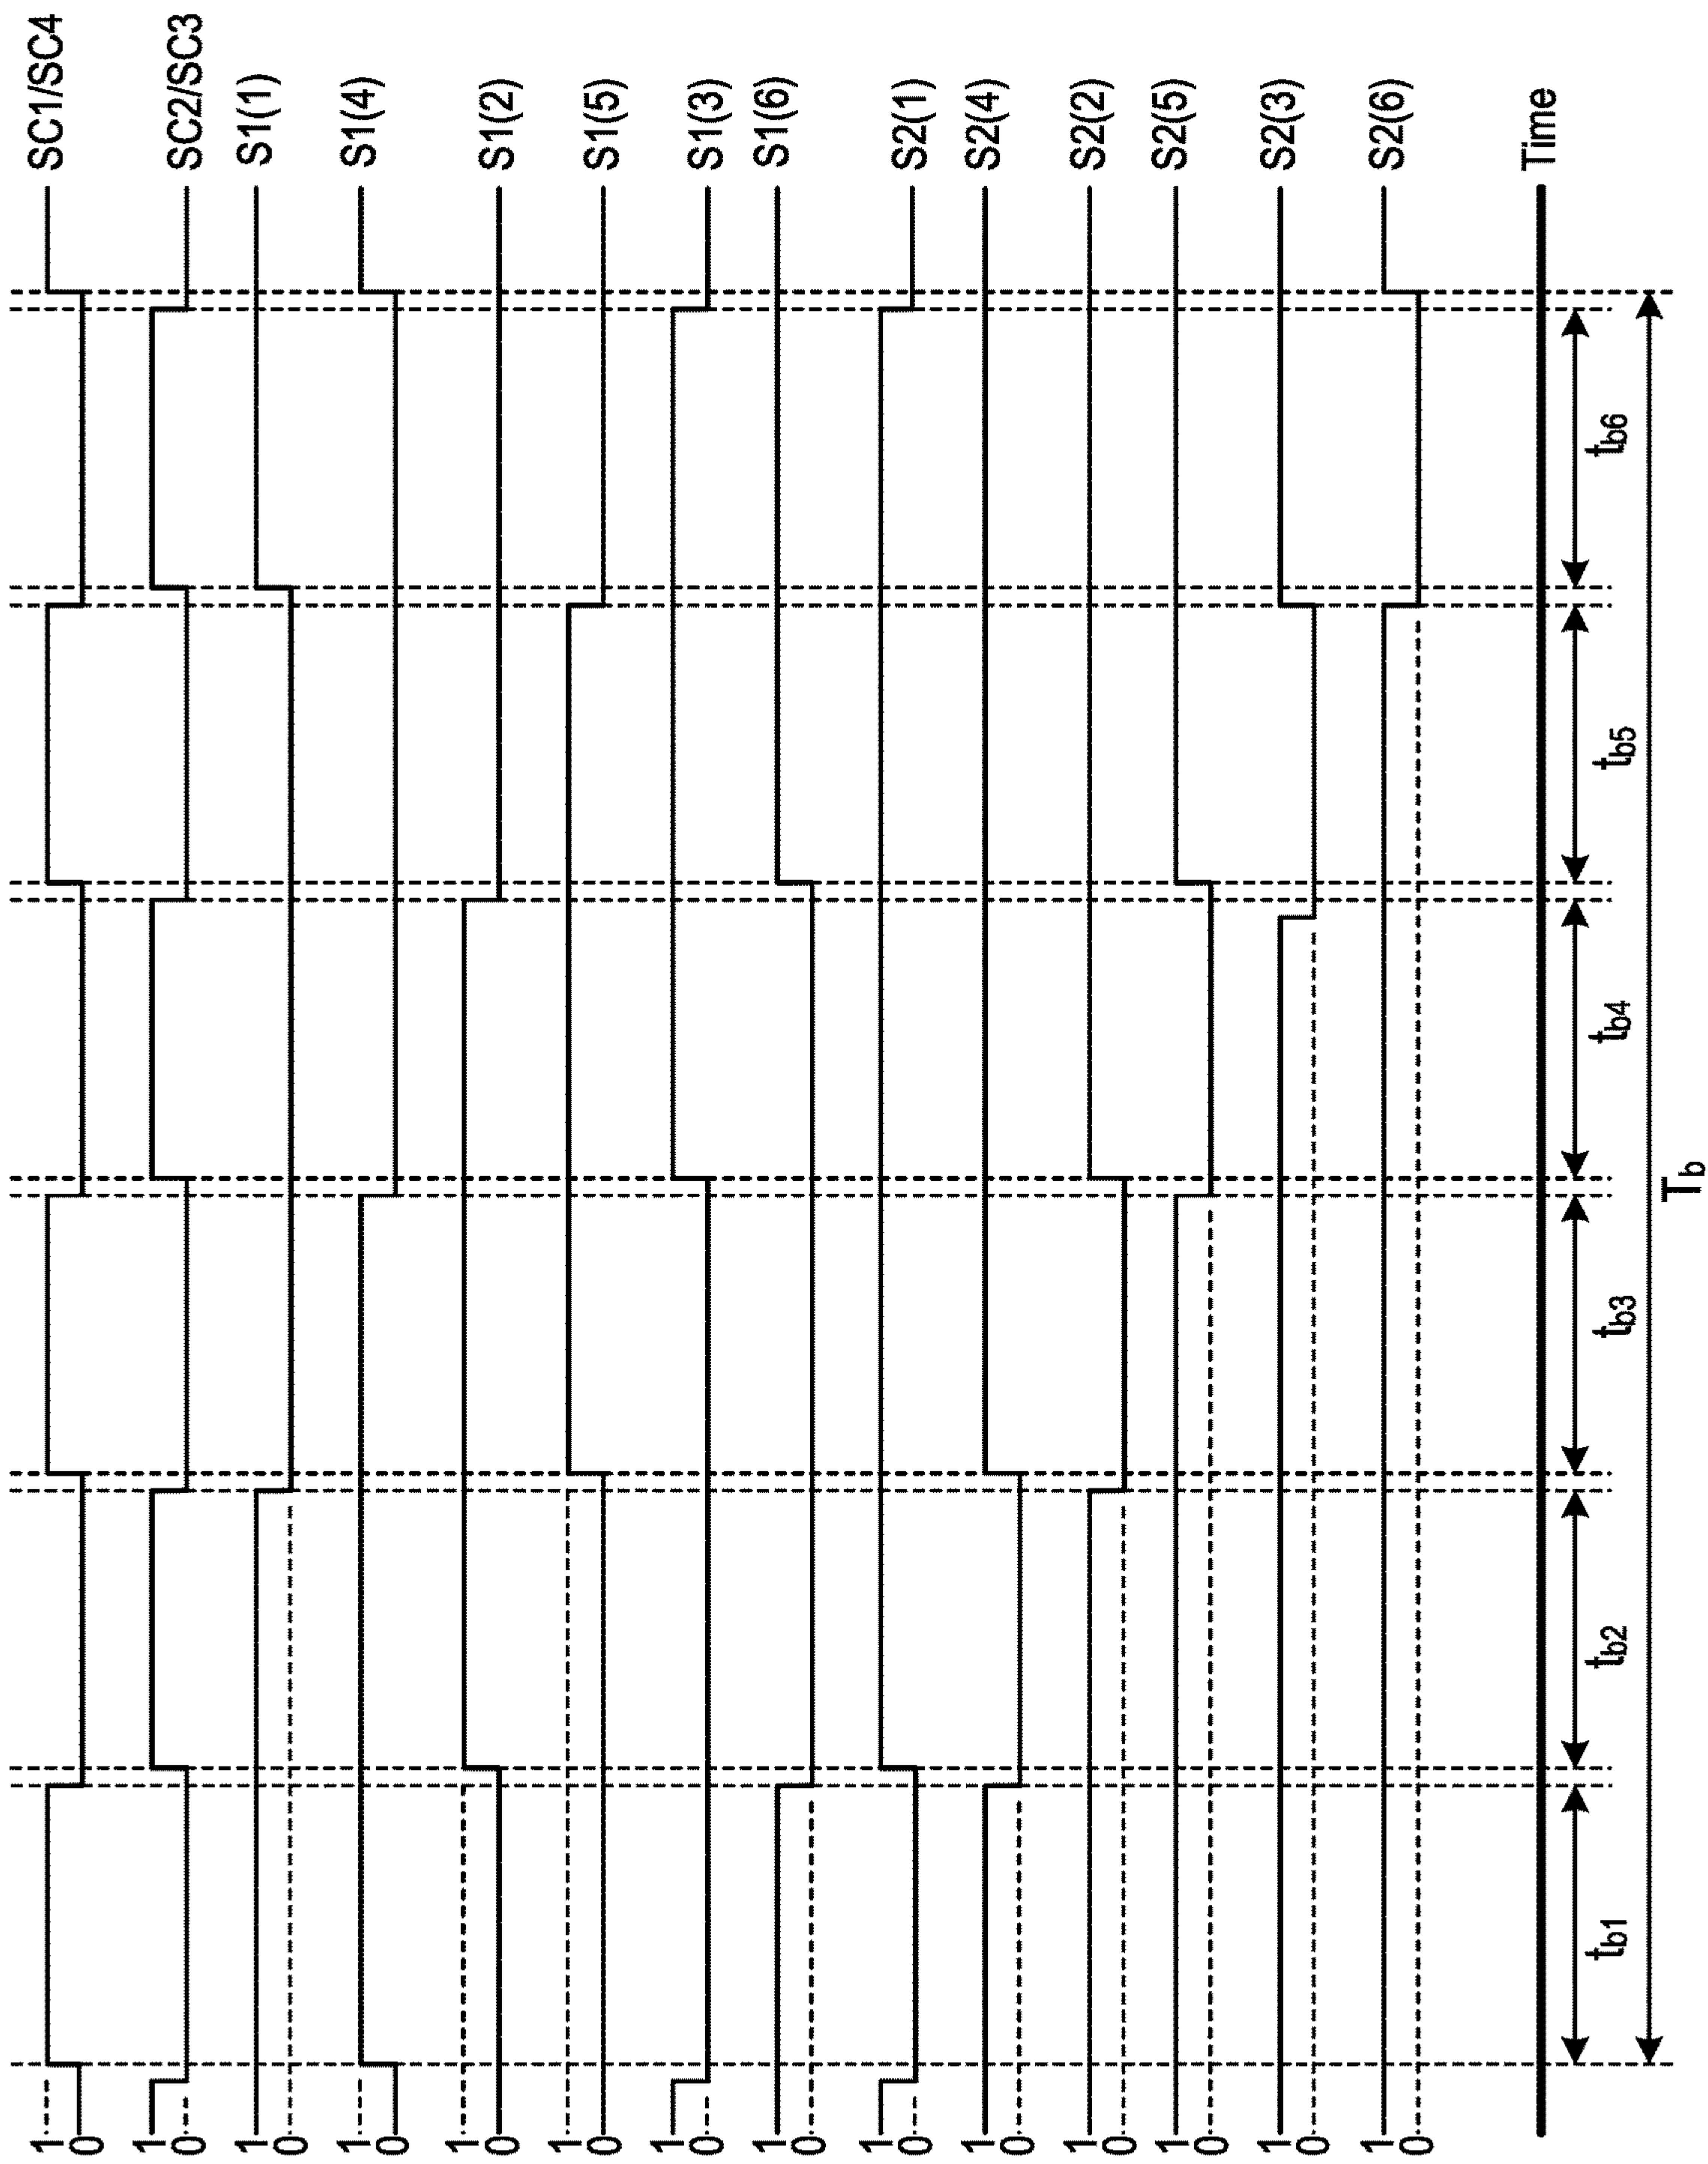 SC1/SC4
1
0
SC2/SC3
1
0
S1(1)
1
0
S1(4)
1
0
S1(2)
1
0
S1(5)
1
0
S1(3)
1
0
S1(6)
1
0
S2(1)
1
0
S2(4)
1
0
S2(2)
1
0
S2(5)
1
0
S2(3)
1
0
S2(6)
1
0
Time
tb1 tb2 tb3 tb4 tb5 tb6
Tb